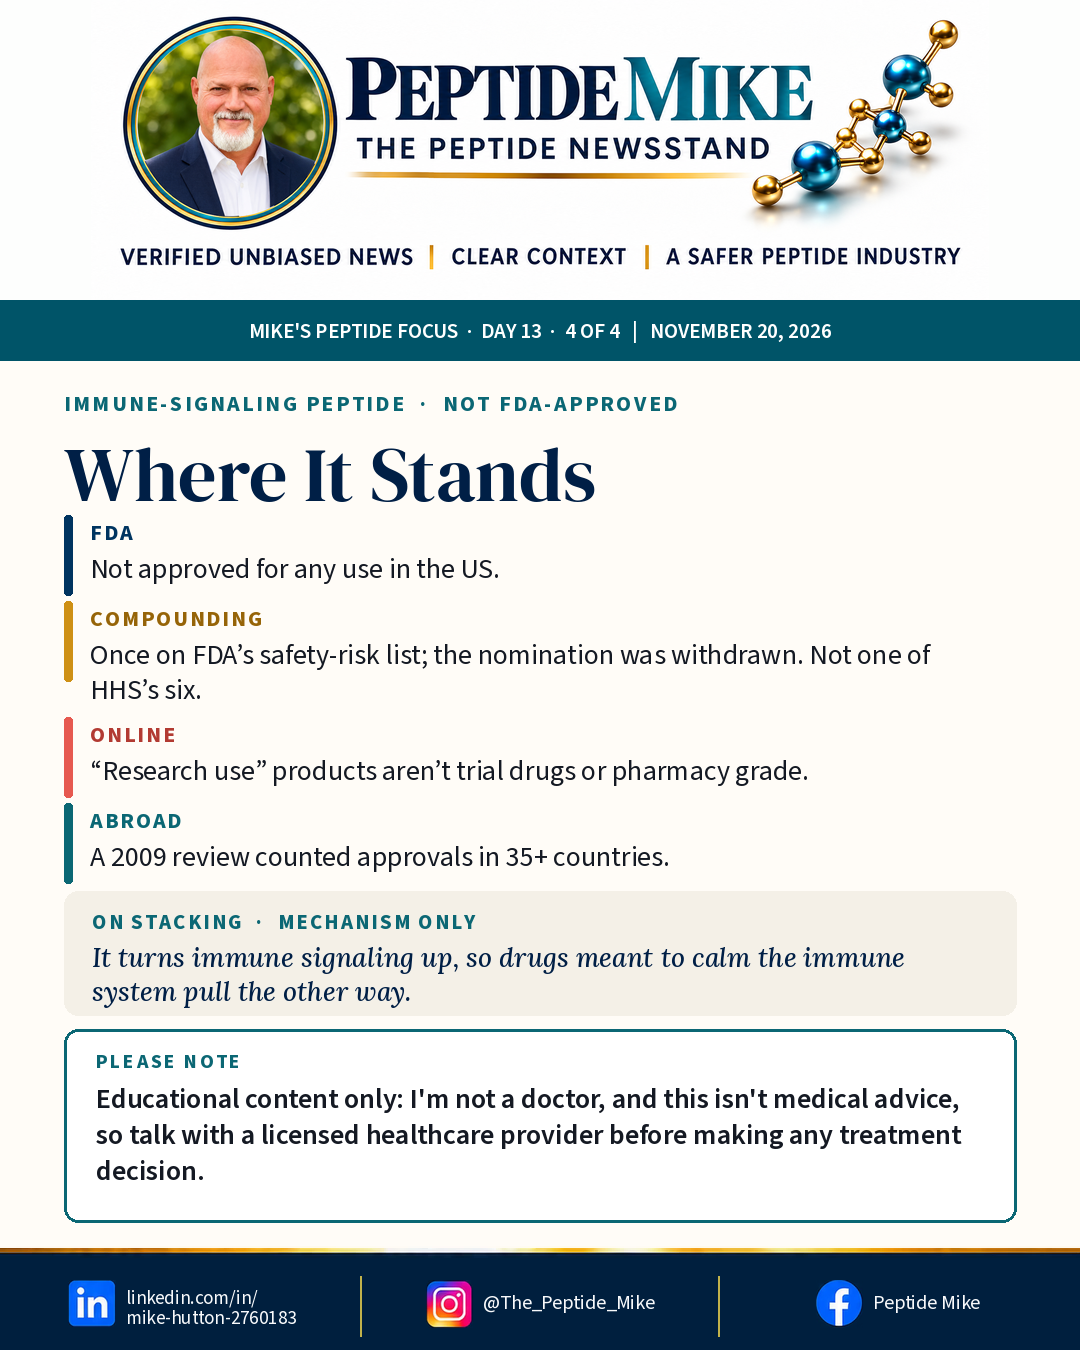 PEPTIDEMIKE
THE PEPTIDE NEWSSTAND
VERIFIED UNBIASED NEWS | CLEAR CONTEXT | A SAFER PEPTIDE INDUSTRY
MIKE'S PEPTIDE FOCUS · DAY 13 · 4 OF 4 | NOVEMBER 20, 2026
IMMUNE-SIGNALING PEPTIDE · NOT FDA-APPROVED
Where It Stands
FDA
Not approved for any use in the US.
COMPOUNDING
Once on FDA’s safety-risk list; the nomination was withdrawn. Not one of
HHS’s six.
ONLINE
“Research use” products aren’t trial drugs or pharmacy grade.
ABROAD
A 2009 review counted approvals in 35+ countries.
ON STACKING · MECHANISM ONLY
It turns immune signaling up, so drugs meant to calm the immune
system pull the other way.
PLEASE NOTE
Educational content only: I'm not a doctor, and this isn't medical advice,
so talk with a licensed healthcare provider before making any treatment
decision.
linkedin.com/in/
mike-hutton-2760183
@The_Peptide_Mike
Peptide Mike